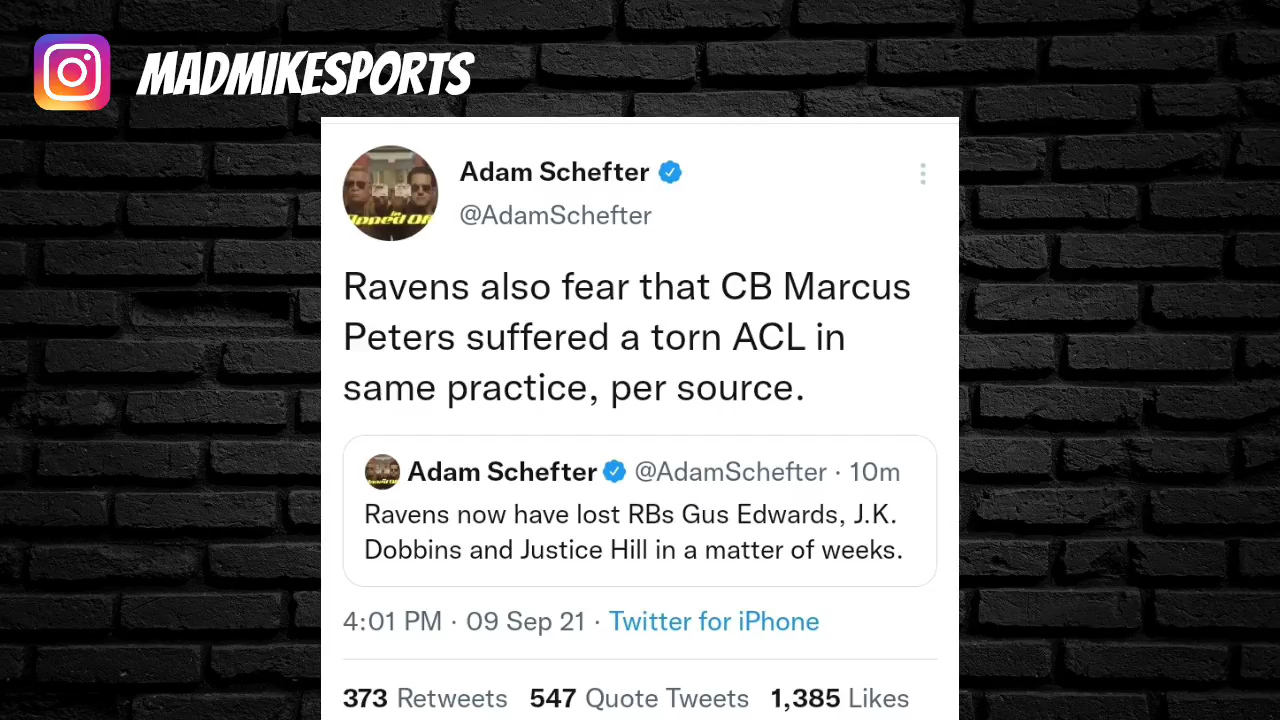 MADMIKESPORTS
Adam Schefter
@AdamSchefter
Ravens also fear that CB Marcus
Peters suffered a torn ACL in
same practice, per source.
Adam Schefter @AdamSchefter · 10m
Ravens now have lost RBs Gus Edwards, J.K.
Dobbins and Justice Hill in a matter of weeks.
4:01 PM · 09 Sep 21 · Twitter for iPhone
373 Retweets 547 Quote Tweets 1,385 Likes